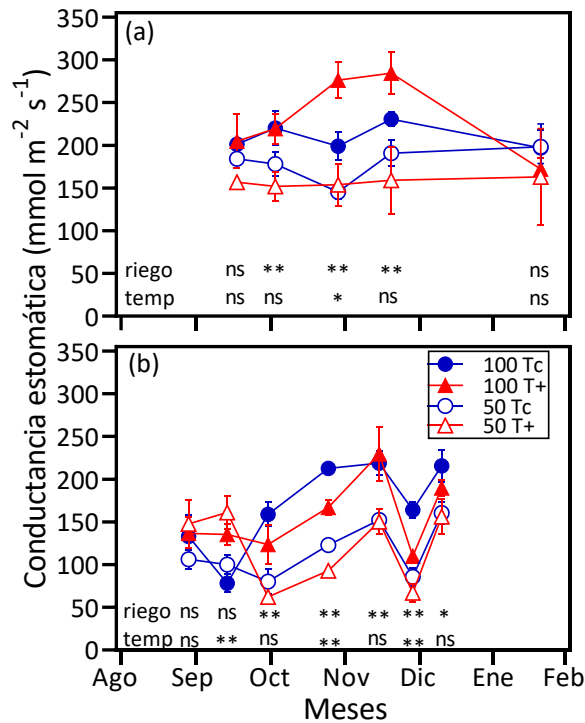 Conductancia estomática (mmol m⁻² s⁻¹)
350
(a)
300
250
200
150
100
50
0
riego ns ** ** ** ns
temp ns ns * ns ns
350
(b)
300
250
200
150
100
50
0
100 Tc
100 T+
50 Tc
50 T+
riego ns ns ** ** ** ** *
temp ns ** ns ** ns ** ns
Ago Sep Oct Nov Dic Ene Feb
Meses